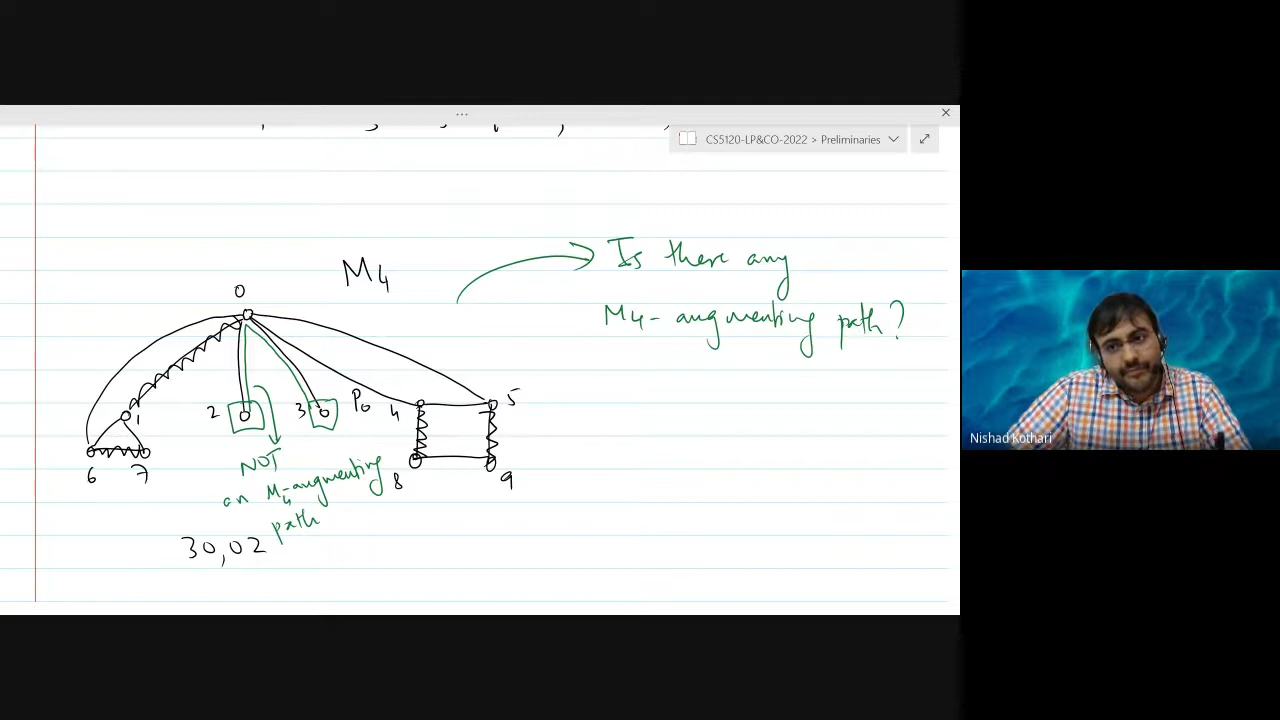 CS5120-LP&CO-2022 > Preliminaries
Is there any
M4-augmenting path?
M4
0
1
2
3
P0
4
5
6
7
8
9
NOT
an M4-augmenting
path
30,02
Nishad Kothari